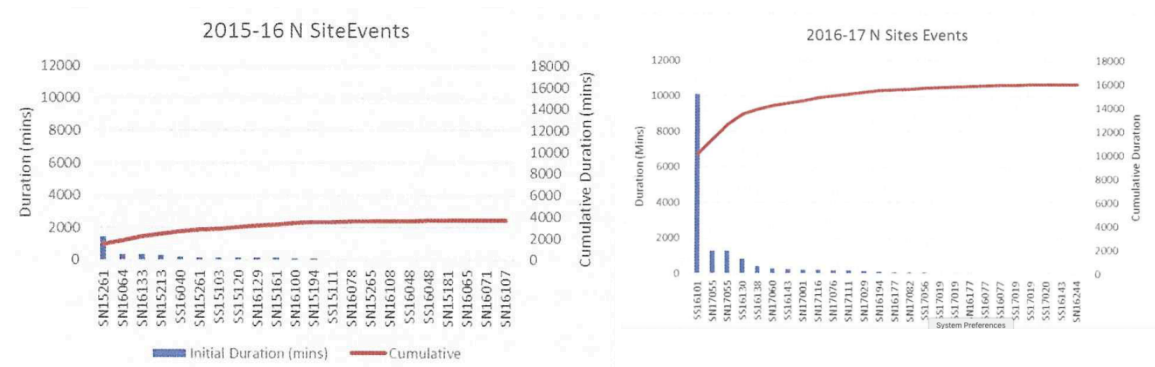 2015-16 N SiteEvents
12000
10000
8000
6000
4000
2000
0
Duration (mins)
18000
16000
14000
12000
10000
8000
6000
4000
2000
0
Cumulative Duration (mins)
SN15261
SN16064
SN16133
SN15213
SS16040
SN15261
SS15103
SS15120
SN16129
SN15161
SN16100
SN15194
SS15111
SN16078
SN15265
SN16108
SS16048
SS16048
SN15181
SN16065
SN16071
SN16107
Initial Duration (mins)
Cumulative
2016-17 N Sites Events
12000
10000
8000
6000
4000
2000
0
Duration (Mins)
18000
16000
14000
12000
10000
8000
6000
4000
2000
0
Cumulative Duration
SS16101
SN17055
SN17055
SS16130
SS16138
SN17060
SS16143
SN17001
SN17116
SN17076
SN17111
SN17029
SN16194
SN16177
SN17082
SS17056
SS17019
SS17019
SN16177
SS16077
SS16077
SS17019
SS17019
SS17020
SS16143
SN16244
System Preferences